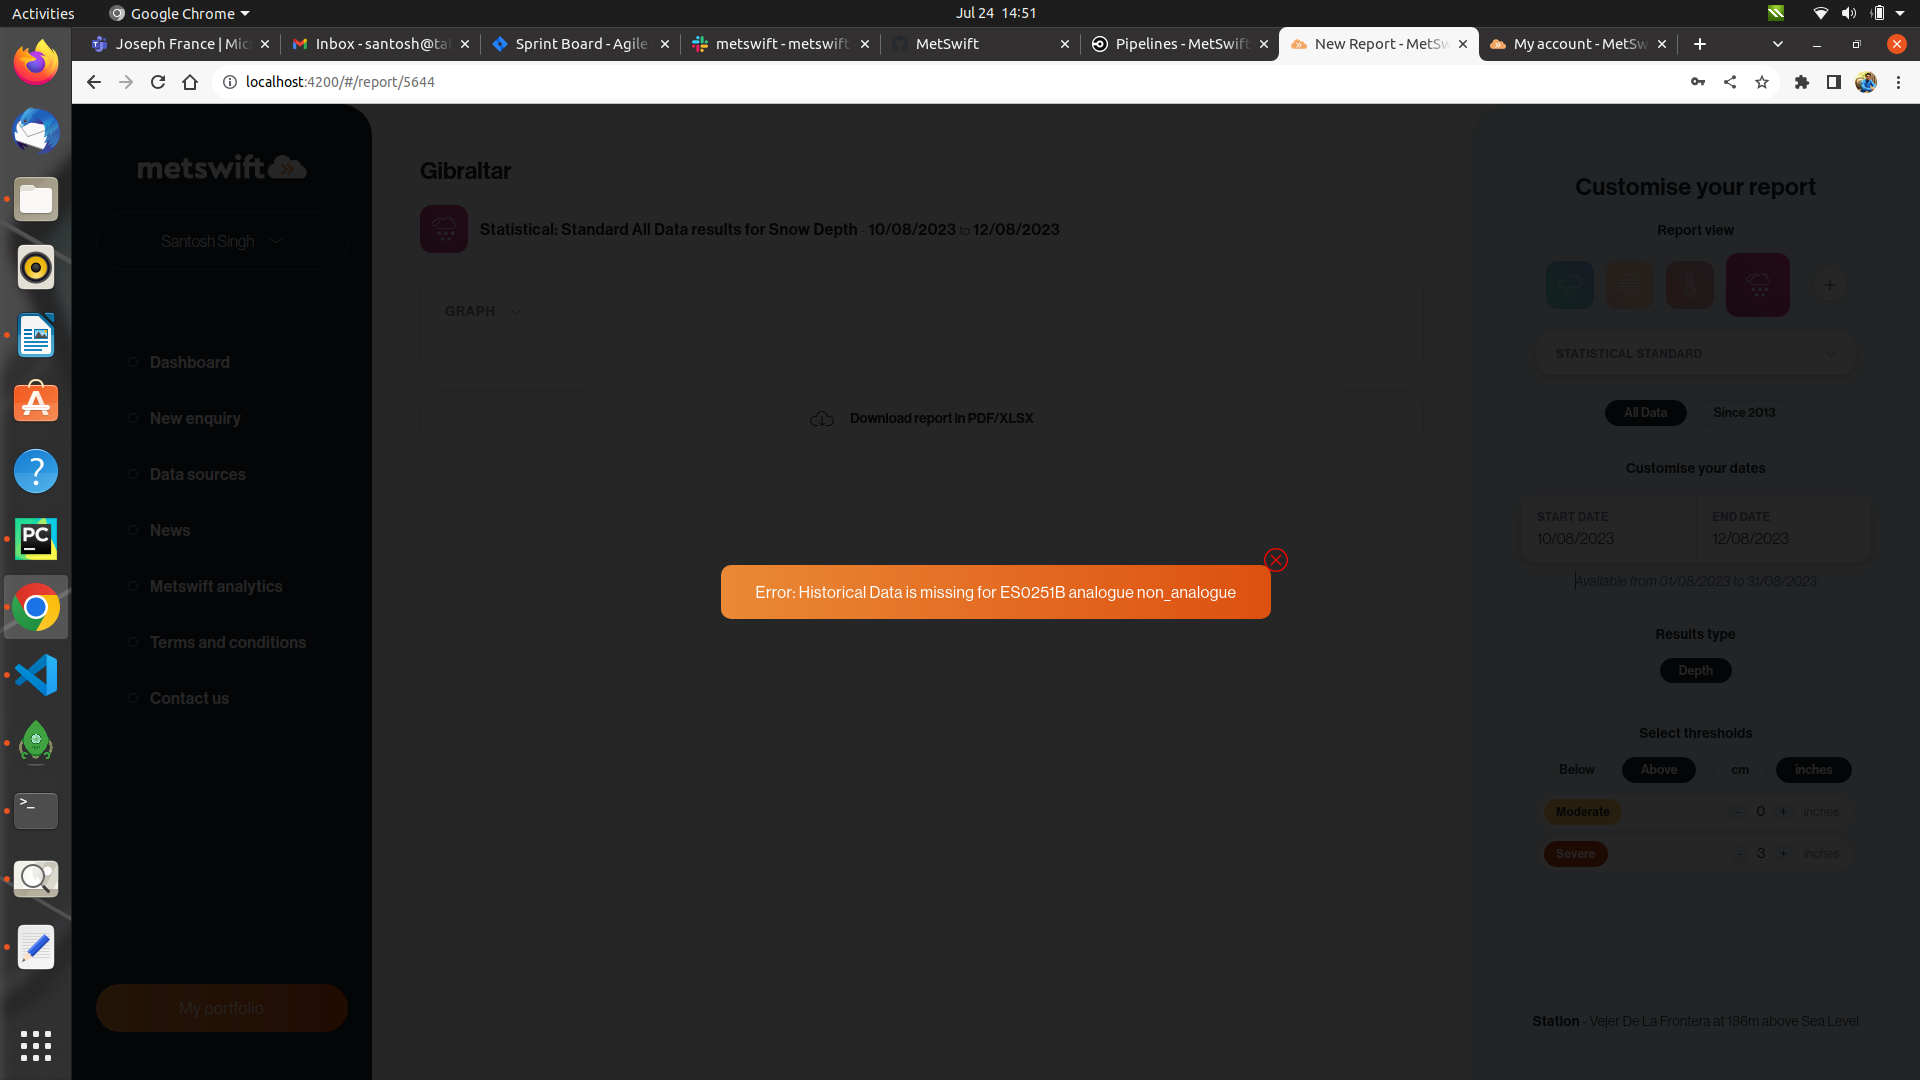 Activities
Google Chrome
Jul 24 14:51
Joseph France | Mic
Inbox - santosh@tat
Sprint Board - Agile
metswift - metswift
MetSwift
Pipelines - MetSwift
New Report - MetSw
My account - MetSw
localhost:4200/#/report/5644
metswift
Santosh Singh
Dashboard
New enquiry
Data sources
News
Metswift analytics
Terms and conditions
Contact us
My portfolio
Gibraltar
Statistical: Standard All Data results for Snow Depth - 10/08/2023 to 12/08/2023
GRAPH
Download report in PDF/XLSX
Error: Historical Data is missing for ES0251B analogue non_analogue
Customise your report
Report view
+
STATISTICAL STANDARD
All Data
Since 2013
Customise your dates
START DATE
END DATE
10/08/2023
12/08/2023
Available from 01/08/2023 to 31/08/2023
Results type
Depth
Select thresholds
Below
Above
cm
inches
Moderate
- 0 + inches
Severe
- 3 + inches
Station - Vejer De La Frontera at 186m above Sea Level
PC
>_
?